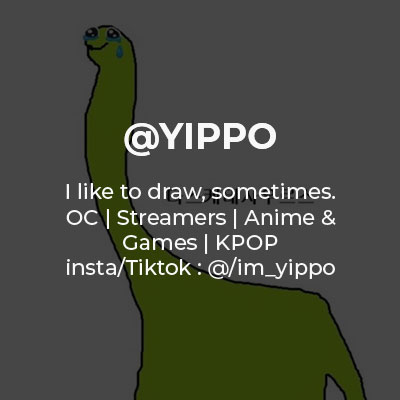 @YIPPO
I like to draw, sometimes.
OC | Streamers | Anime &
Games | KPOP
insta/Tiktok : @/im_yippo